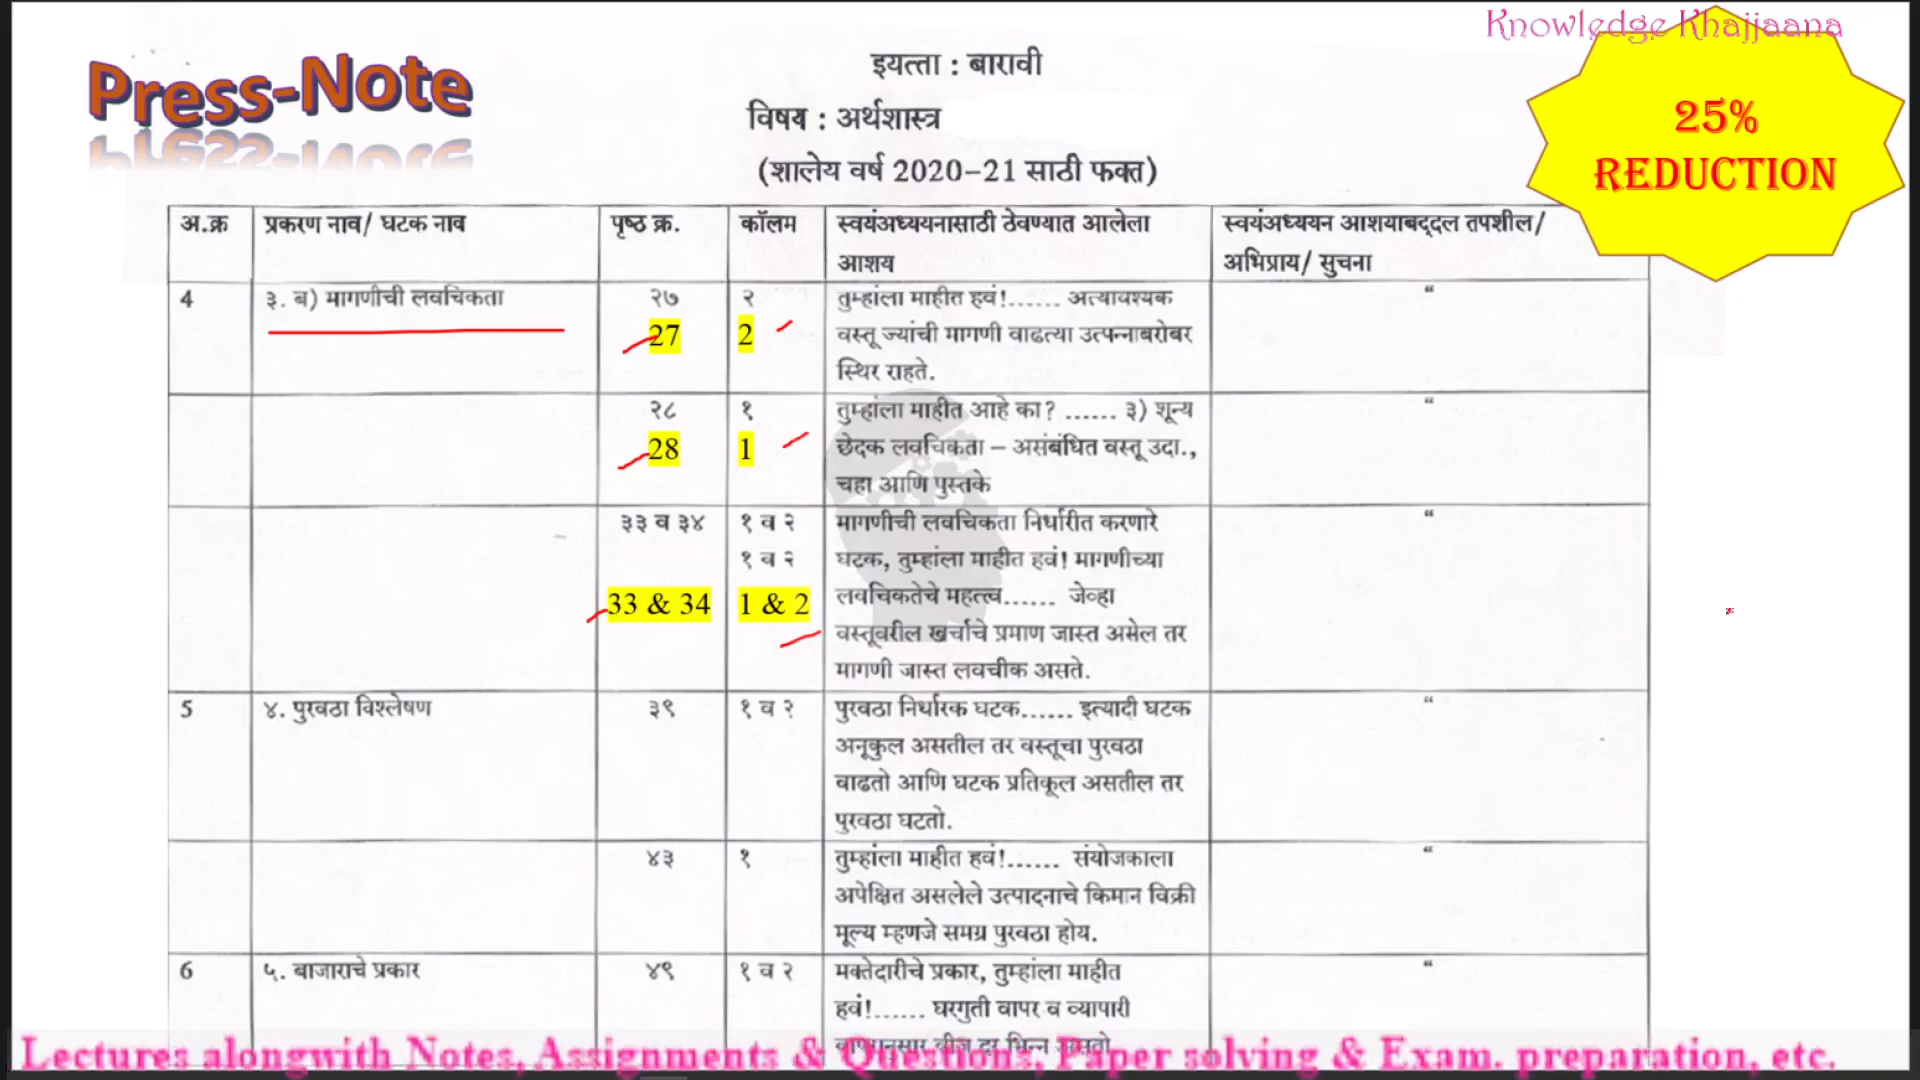 Knowledge Khajjaana
Press-Note
इयत्ता : बारावी
विषय : अर्थशास्त्र
(शालेय वर्ष 2020-21 साठी फक्त)
25%
REDUCTION
अ.क्र प्रकरण नाव/ घटक नाव पृष्ठ क्र. कॉलम स्वयंअध्ययनासाठी ठेवण्यात आलेला स्वयंअध्ययन आशयाबद्दल तपशील/
आशय अभिप्राय/ सुचना
4 ३. ब) मागणीची लवचिकता २७ २ तुम्हांला माहीत हवं!...... अत्यावश्यक “
27 2 वस्तू ज्यांची मागणी वाढत्या उत्पन्नाबरोबर
स्थिर राहते.
२८ १ तुम्हांला माहीत आहे का? ...... ३) शून्य “
28 1 छेदक लवचिकता – असंबंधित वस्तू उदा.,
चहा आणि पुस्तके
३३ व ३४ १ व २ मागणीची लवचिकता निर्धारीत करणारे “
१ व २ घटक, तुम्हांला माहीत हवं! मागणीच्या
33 & 34 1 & 2 लवचिकतेचे महत्त्व...... जेव्हा
वस्तूवरील खर्चाचे प्रमाण जास्त असेल तर
मागणी जास्त लवचीक असते.
5 ४. पुरवठा विश्लेषण ३९ १ व २ पुरवठा निर्धारक घटक...... इत्यादी घटक “
अनूकुल असतील तर वस्तूचा पुरवठा
वाढतो आणि घटक प्रतिकूल असतील तर
पुरवठा घटतो.
४३ १ तुम्हांला माहीत हवं!...... संयोजकाला “
अपेक्षित असलेले उत्पादनाचे किमान विक्री
मूल्य म्हणजे समग्र पुरवठा होय.
6 ५. बाजाराचे प्रकार ४९ १ व २ मक्तेदारीचे प्रकार, तुम्हांला माहीत “
हवं!...... घरगुती वापर व व्यापारी
Lectures alongwith Notes, Assignments & Questions, Paper solving & Exam. preparation, etc.